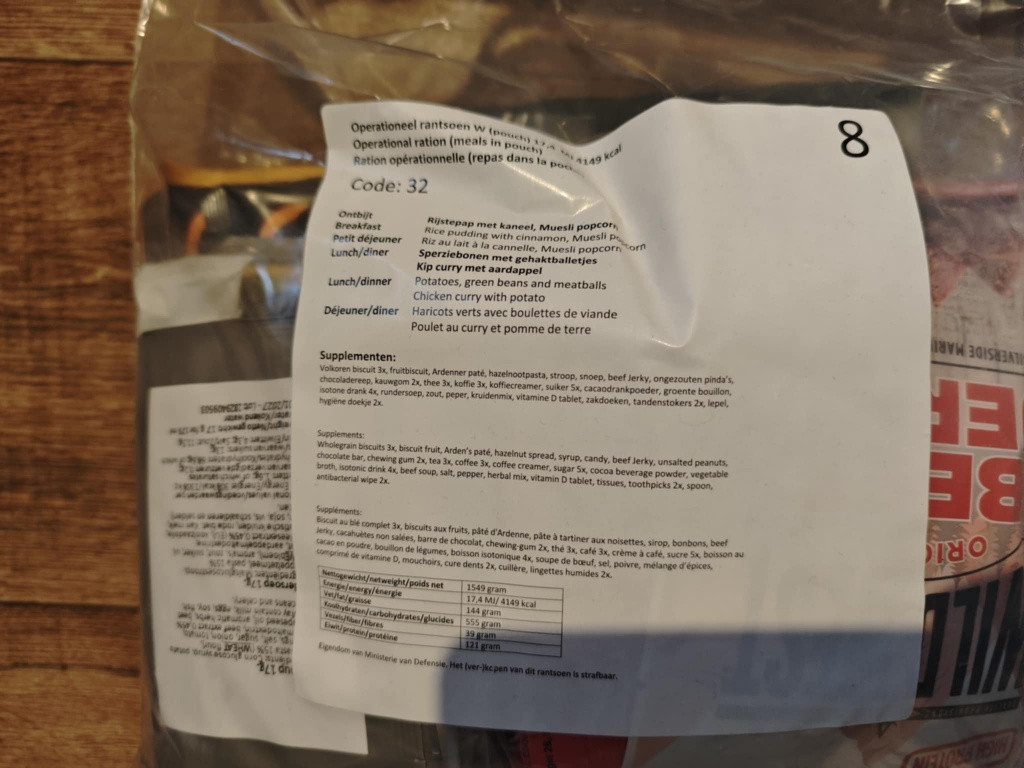 8
Operationeel rantsoen W (pouch) 17,4 MJ 4149 kcal
Operational ration (meals in pouch)
Ration opérationnelle (repas dans la
Code: 32
Ontbijt Rijstepap met kaneel, Muesli popcorn
Breakfast Rice pudding with cinnamon, Muesli popcorn
Petit déjeuner Riz au lait à la cannelle, Muesli popcorn
Lunch/diner Sperziebonen met gehaktballetjes
Kip curry met aardappel
Lunch/dinner Potatoes, green beans and meatballs
Chicken curry with potato
Déjeuner/diner Haricots verts avec boulettes de viande
Poulet au curry et pomme de terre
Supplementen:
Volkoren biscuit 3x, fruitbiscuit, Ardenner paté, hazelnootpasta, stroop, snoep, beef Jerky, ongezouten pinda's,
chocoladereep, kauwgom 2x, thee 3x, koffie 3x, koffiecreamer, suiker 5x, cacaodrankpoeder, groente bouillon,
isotone drank 4x, rundersoep, zout, peper, kruidenmix, vitamine D tablet, zakdoeken, tandenstokers 2x, lepel,
hygiëne doekje 2x.
Supplements:
Wholegrain biscuits 3x, biscuit fruit, Arden's paté, hazelnut spread, syrup, candy, beef Jerky, unsalted peanuts,
chocolate bar, chewing gum 2x, tea 3x, coffee 3x, coffee creamer, sugar 5x, cocoa beverage powder, vegetable
broth, isotonic drink 4x, beef soup, salt, pepper, herbal mix, vitamin D tablet, tissues, toothpicks 2x, spoon,
antibacterial wipe 2x.
Suppléments:
Biscuit au blé complet 3x, biscuits aux fruits, pâté d'Ardenne, pâte à tartiner aux noisettes, sirop, bonbons, beef
Jerky, cacahuètes non salées, barre de chocolat, chewing-gum 2x, thé 3x, café 3x, crème à café, sucre 5x, boisson au
cacao en poudre, bouillon de légumes, boisson isotonique 4x, soupe de bœuf, sel, poivre, mélange d'épices,
comprimé de vitamine D, mouchoirs, cure dents 2x, cuillère, lingettes humides 2x.
Nettogewicht/netweight/poids net 1549 gram
Energie/energy/énergie 17,4 MJ/ 4149 kcal
Vet/fat/graisse 144 gram
Koolhydraten/carbohydrates/glucides 555 gram
Vezels/fiber/fibres 39 gram
Eiwit/protein/protéine 121 gram
Eigendom van Ministerie van Defensie. Het (ver-)kopen van dit rantsoen is strafbaar.
WILD
ORIG
BE
EF
HIGH PROTEIN